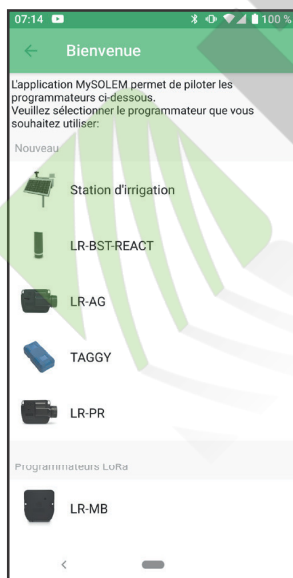 07:14 100 %
Bienvenue
L'application MySOLEM permet de piloter les
programmateurs ci-dessous.
Veuillez sélectionner le programmateur que vous
souhaitez utiliser:
Nouveau
Station d'irrigation
LR-BST-REACT
LR-AG
TAGGY
LR-PR
Programmateurs LoRa
LR-MB